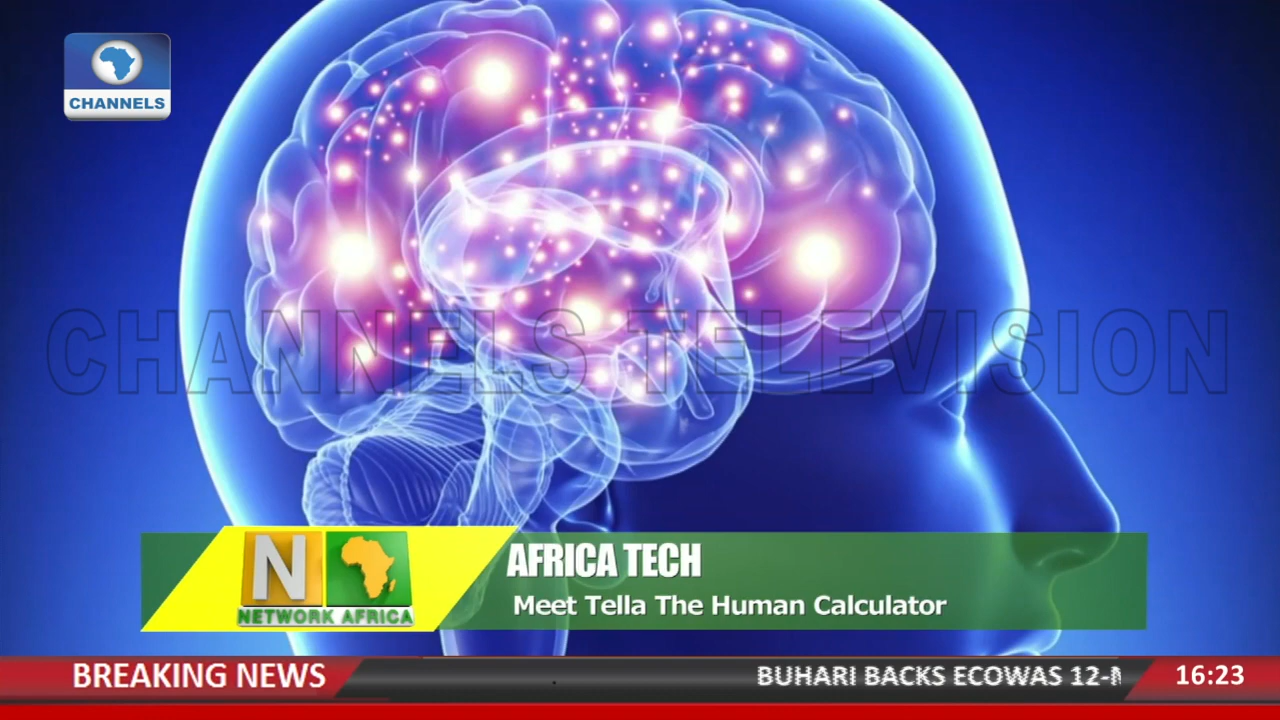 CHANNELS
CHANNELS TELEVISION
N
NETWORK AFRICA
AFRICA TECH
Meet Tella The Human Calculator
BREAKING NEWS
BUHARI BACKS ECOWAS 12-
16:23